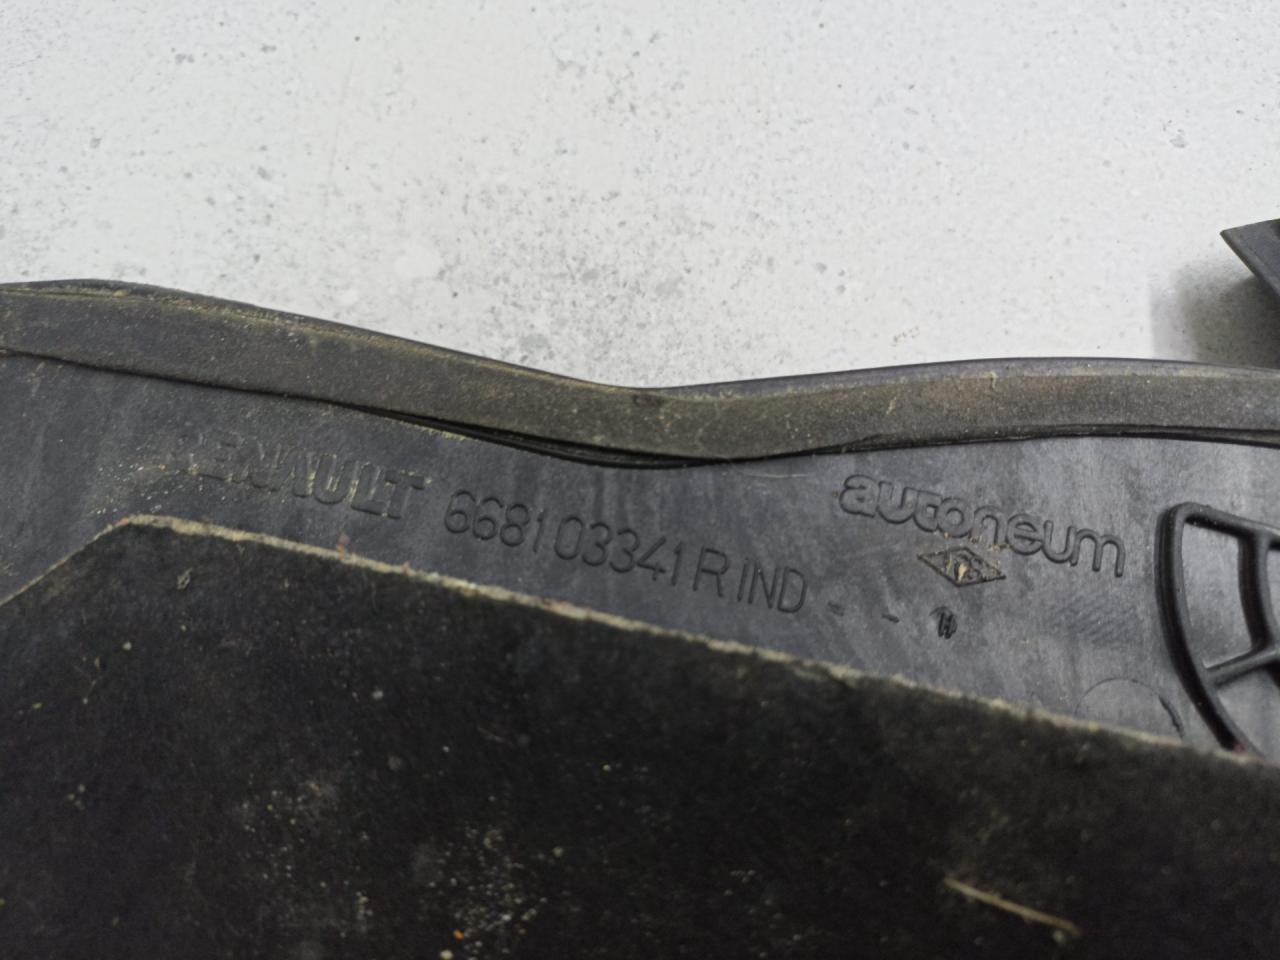 RENAULT 668103341R IND - - H
autoneum